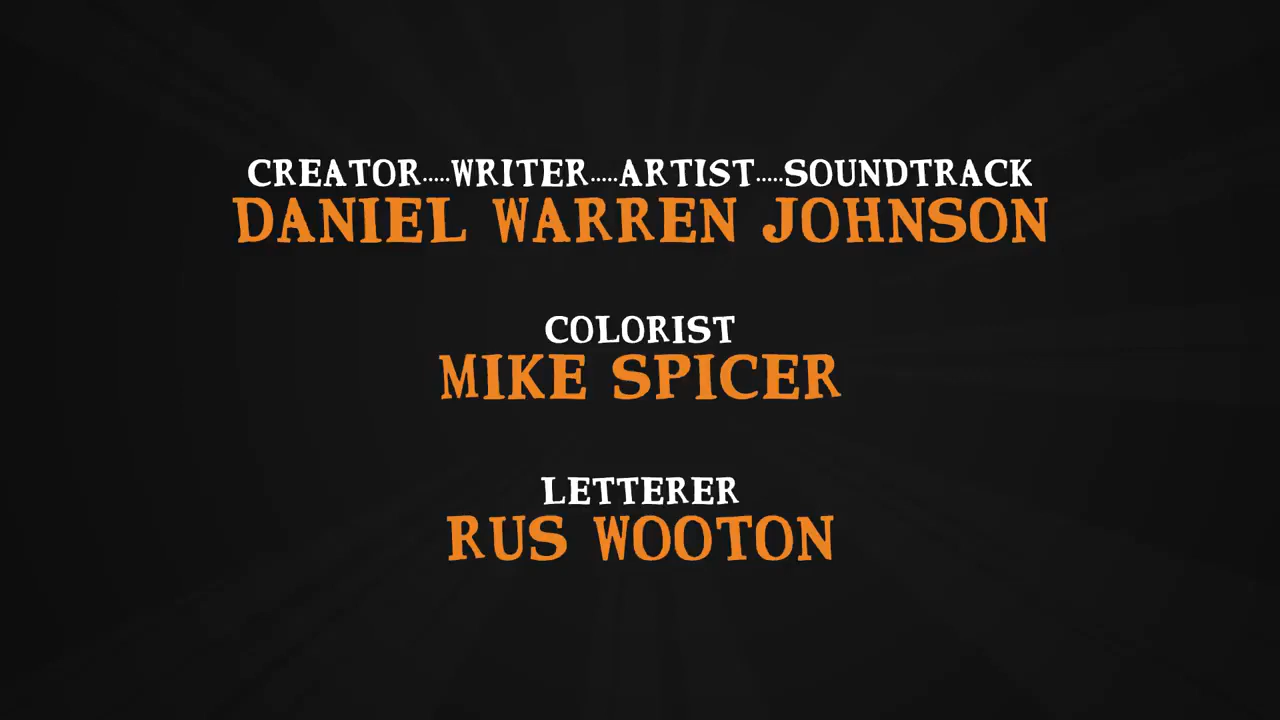 CREATOR.....WRITER.....ARTIST.....SOUNDTRACK
DANIEL WARREN JOHNSON
COLORIST
MIKE SPICER
LETTERER
RUS WOOTON